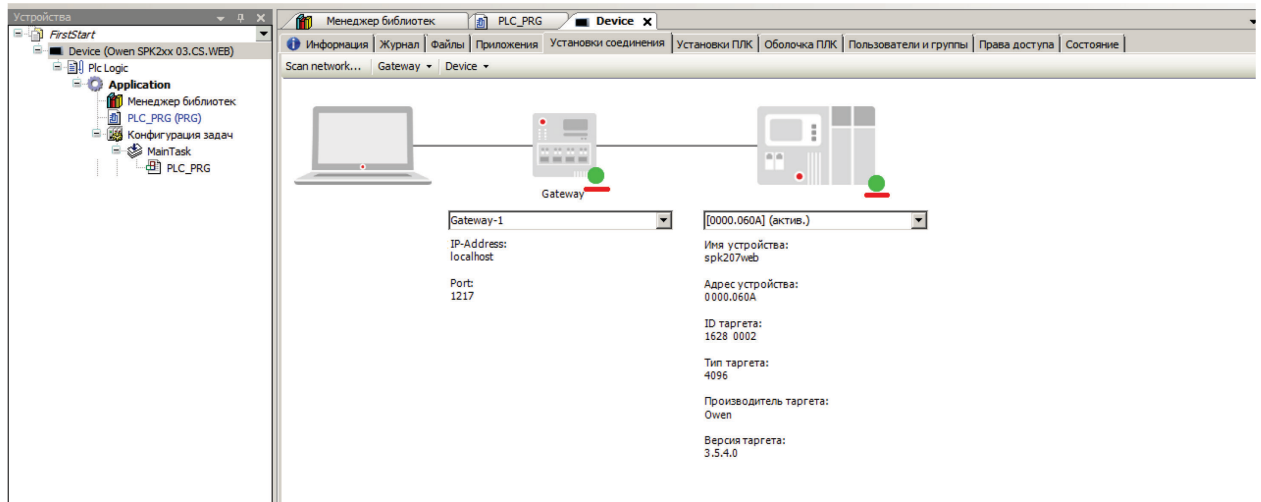 Устройства
FirstStart
Device (Owen SPK2xx 03.CS.WEB)
Plc Logic
Application
Менеджер библиотек
PLC_PRG (PRG)
Конфигурация задач
MainTask
PLC_PRG
Менеджер библиотек PLC_PRG Device
Информация Журнал Файлы Приложения Установки соединения Установки ПЛК Оболочка ПЛК Пользователи и группы Права доступа Состояние
Scan network... Gateway Device
Gateway
Gateway-1 [0000.060A] (актив.)
IP-Address:
localhost
Port:
1217
Имя устройства:
spk207web
Адрес устройства:
0000.060A
ID таргета:
1628 0002
Тип таргета:
4096
Производитель таргета:
Owen
Версия таргета:
3.5.4.0